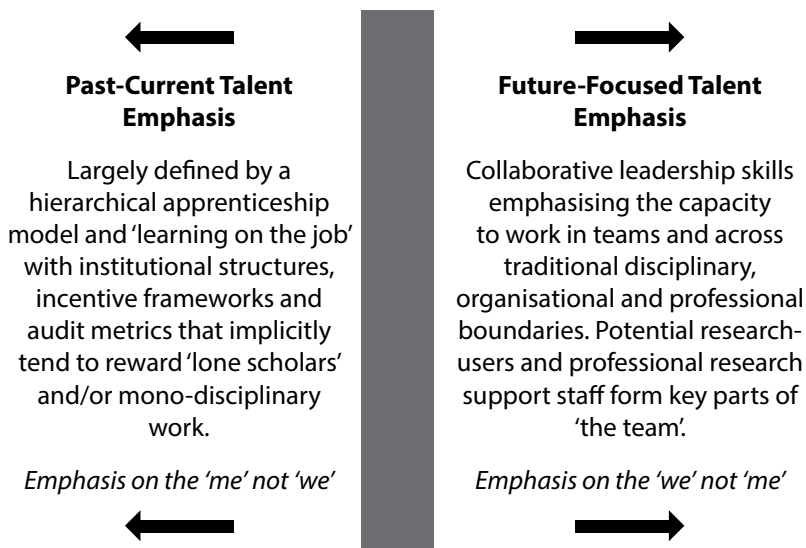 Past-Current Talent
Emphasis
Largely defined by a
hierarchical apprenticeship
model and ‘learning on the job’
with institutional structures,
incentive frameworks and
audit metrics that implicitly
tend to reward ‘lone scholars’
and/or mono-disciplinary
work.
Emphasis on the ‘me’ not ‘we’
Future-Focused Talent
Emphasis
Collaborative leadership skills
emphasising the capacity
to work in teams and across
traditional disciplinary,
organisational and professional
boundaries. Potential research-
users and professional research
support staff form key parts of
‘the team’.
Emphasis on the ‘we’ not ‘me’